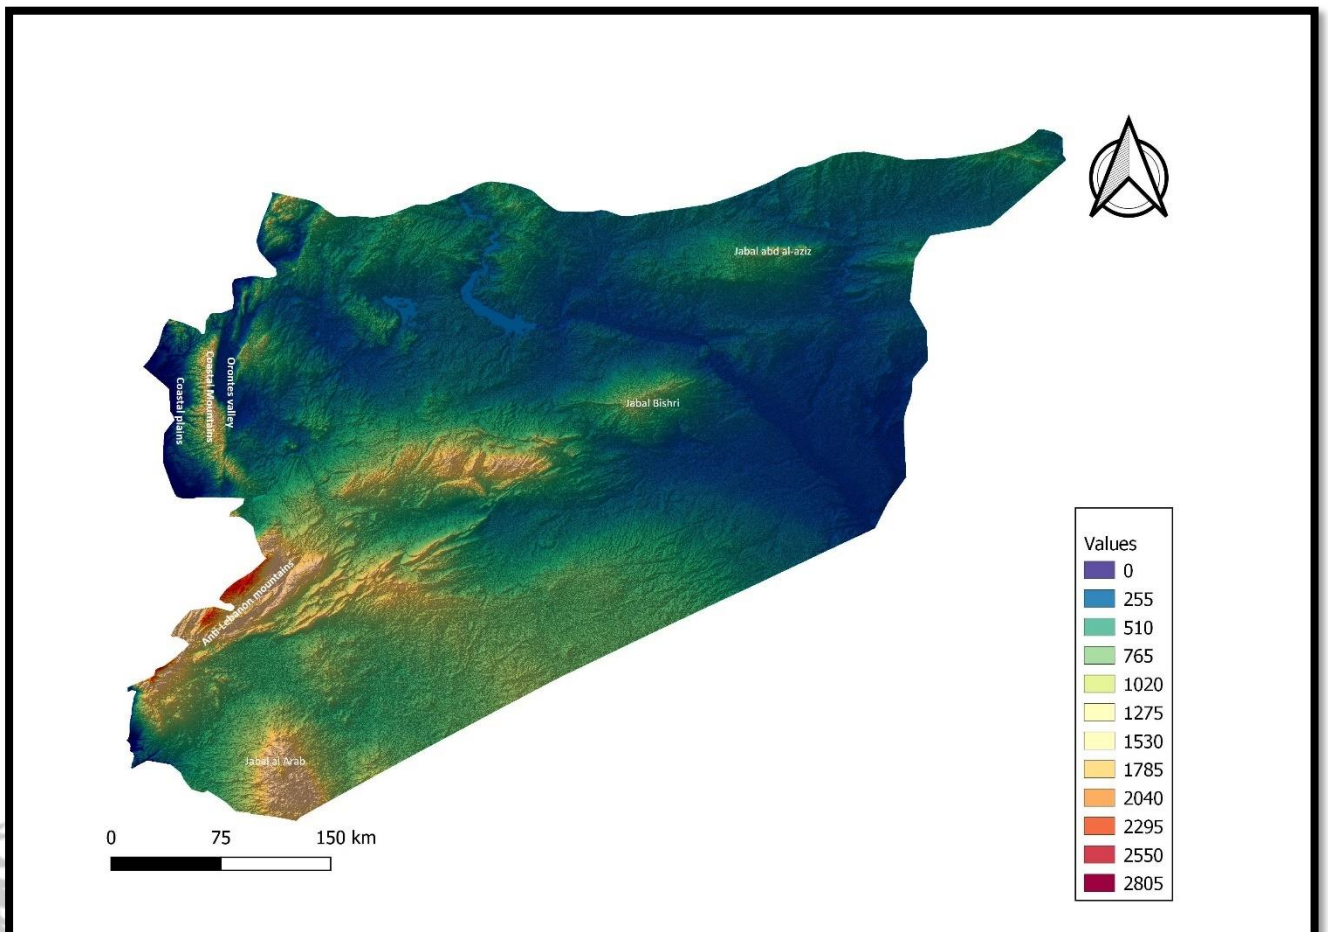 Jabal abd al-aziz
Jabal Bishri
Orontes valley
Coastal Mountains
Coastal plains
Anti-Lebanon mountains
Jabal al Arab
0 75 150 km
Values
0
255
510
765
1020
1275
1530
1785
2040
2295
2550
2805